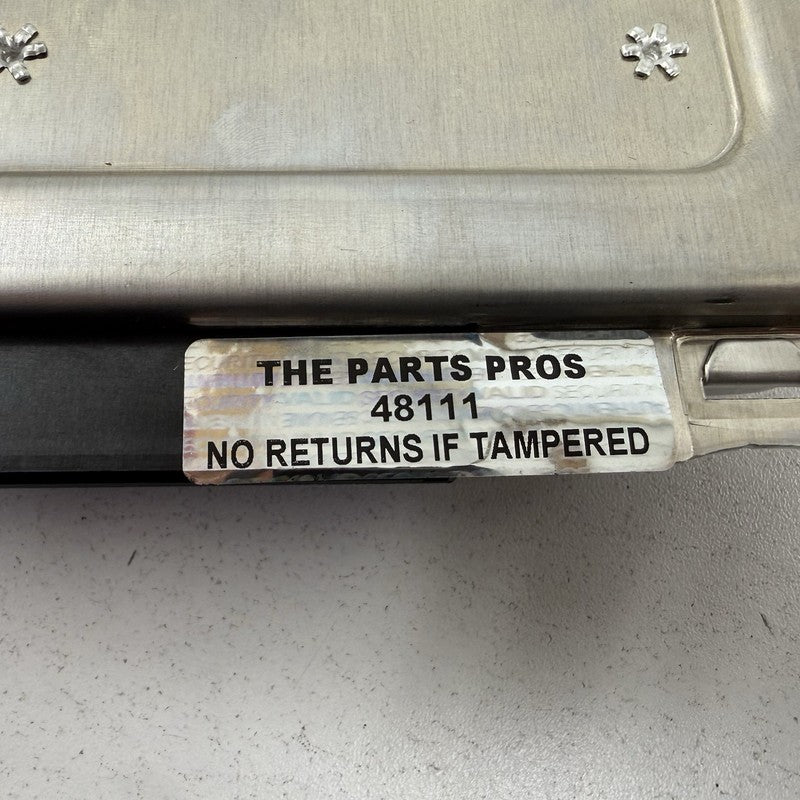 THE PARTS PROS
48111
NO RETURNS IF TAMPERED